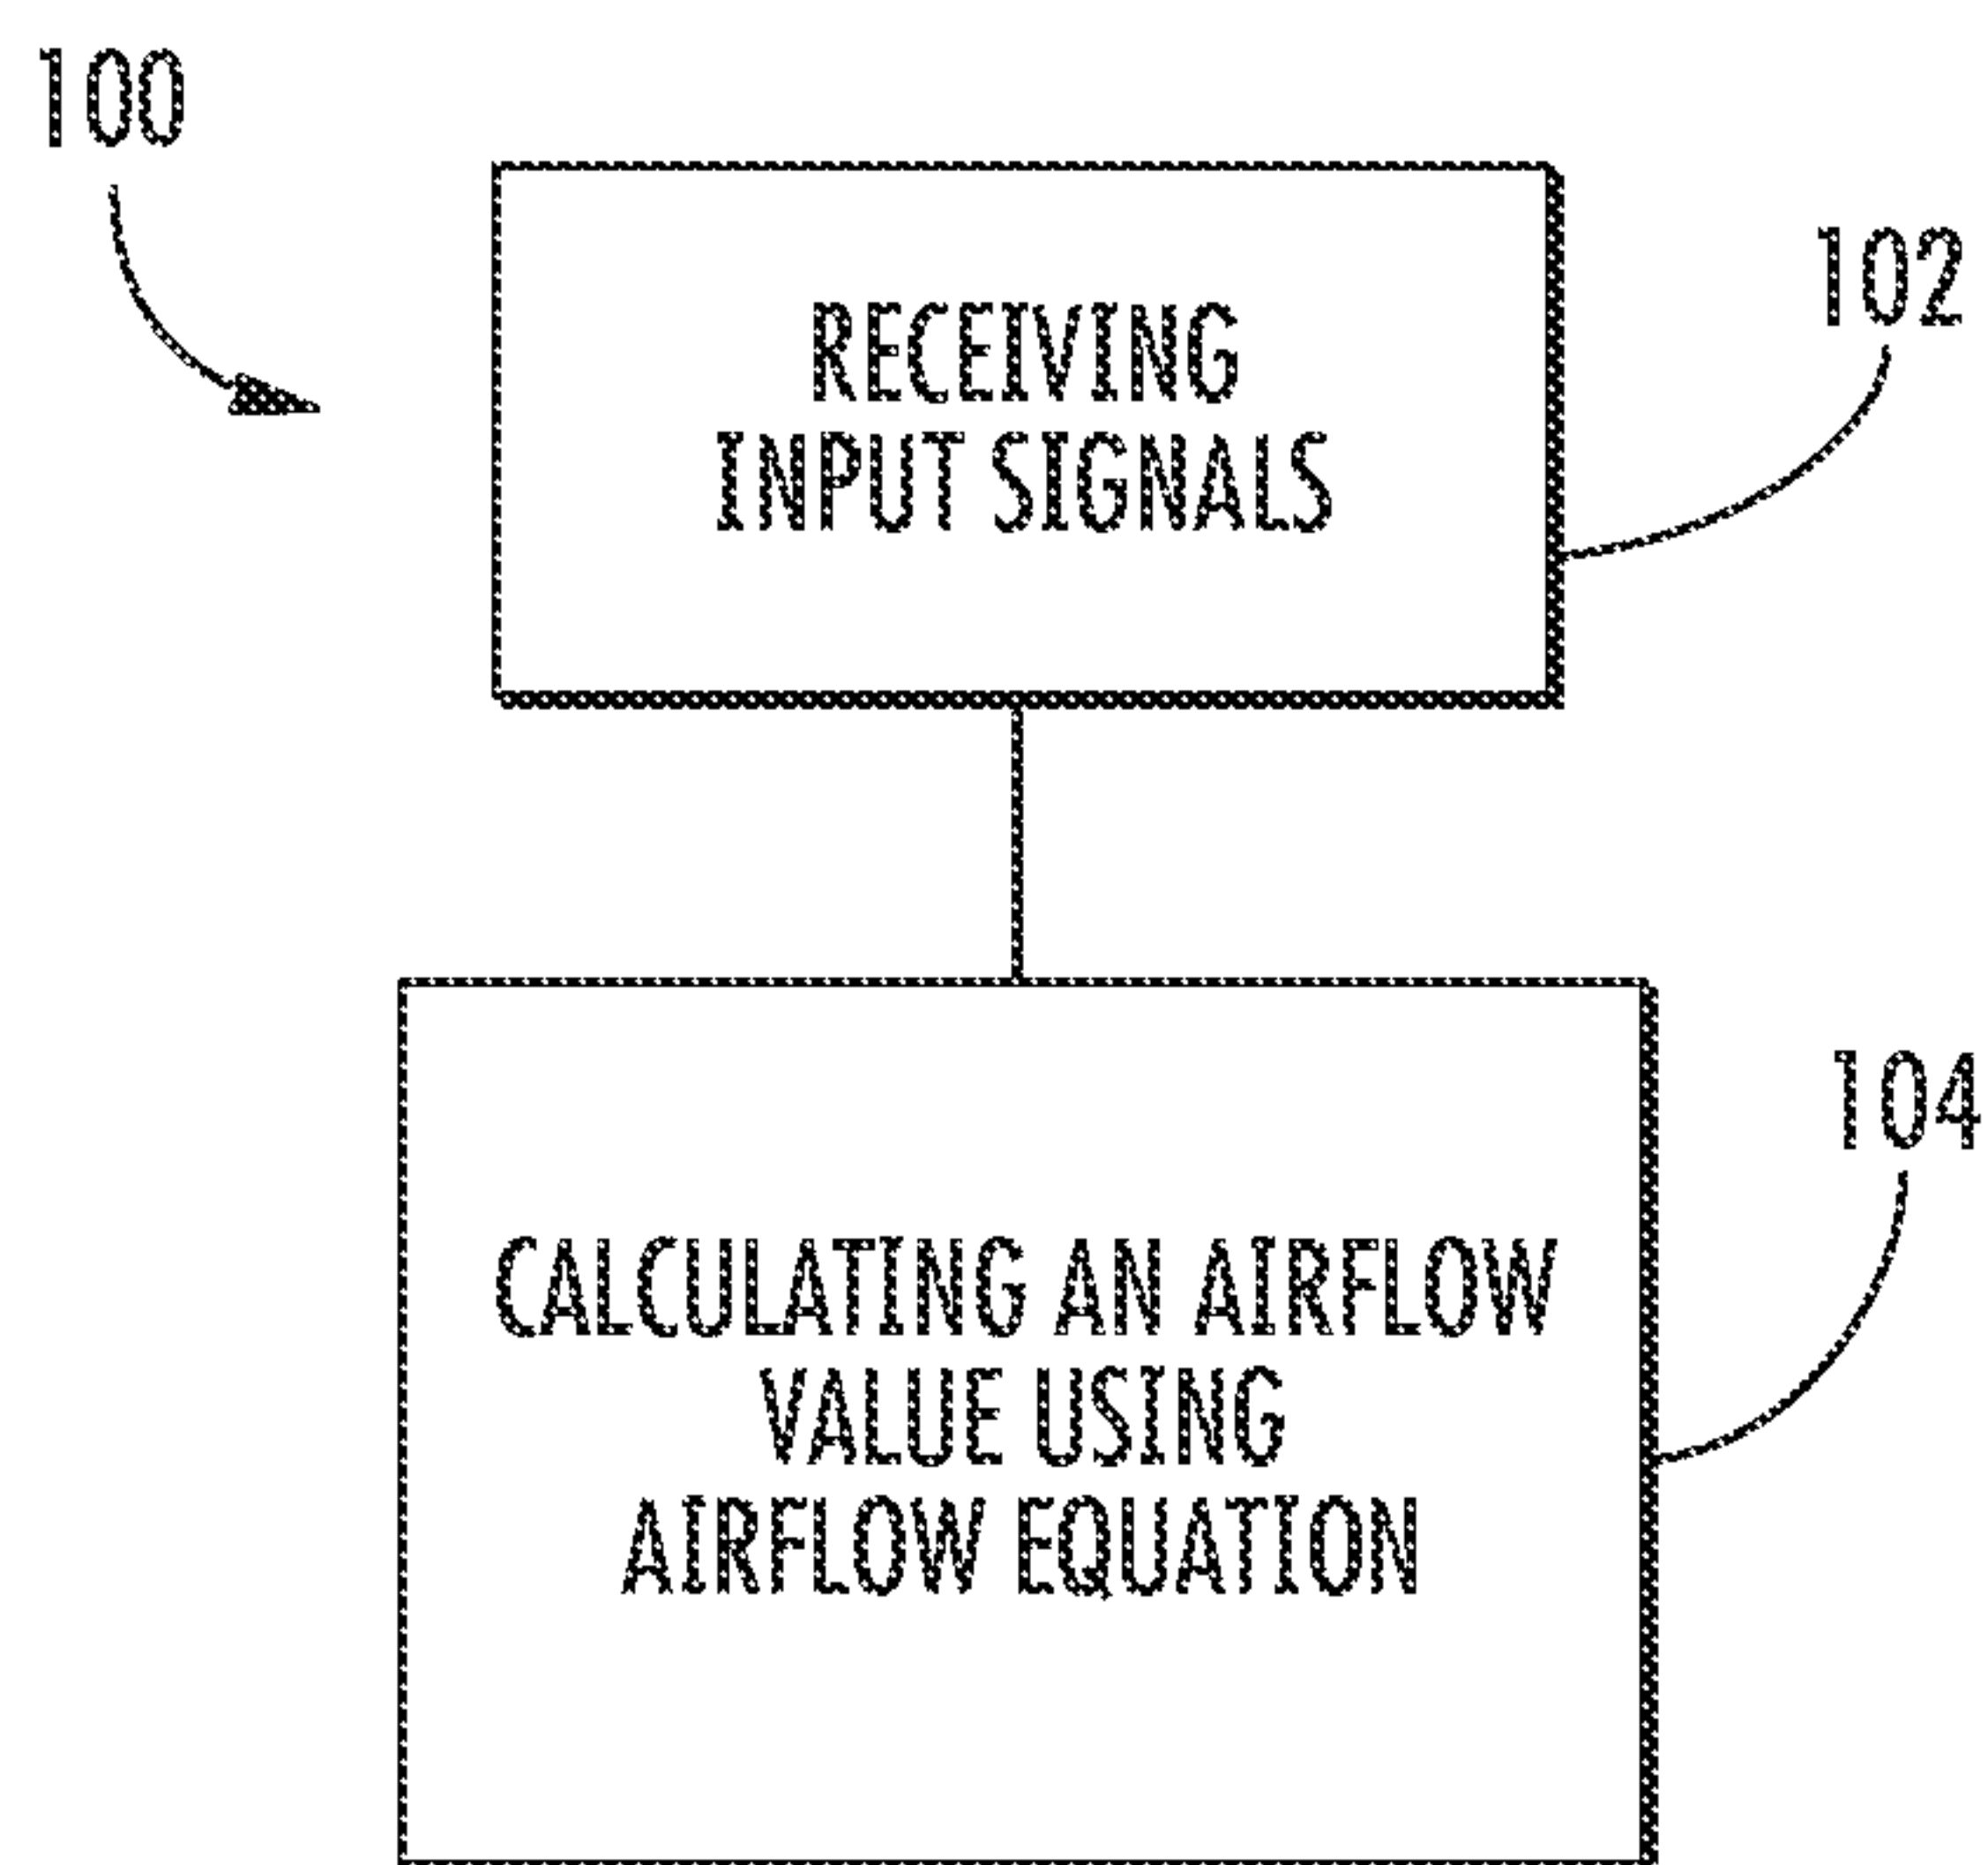 100
RECEIVING
INPUT SIGNALS
102
CALCULATING AN AIRFLOW
VALUE USING
AIRFLOW EQUATION
104